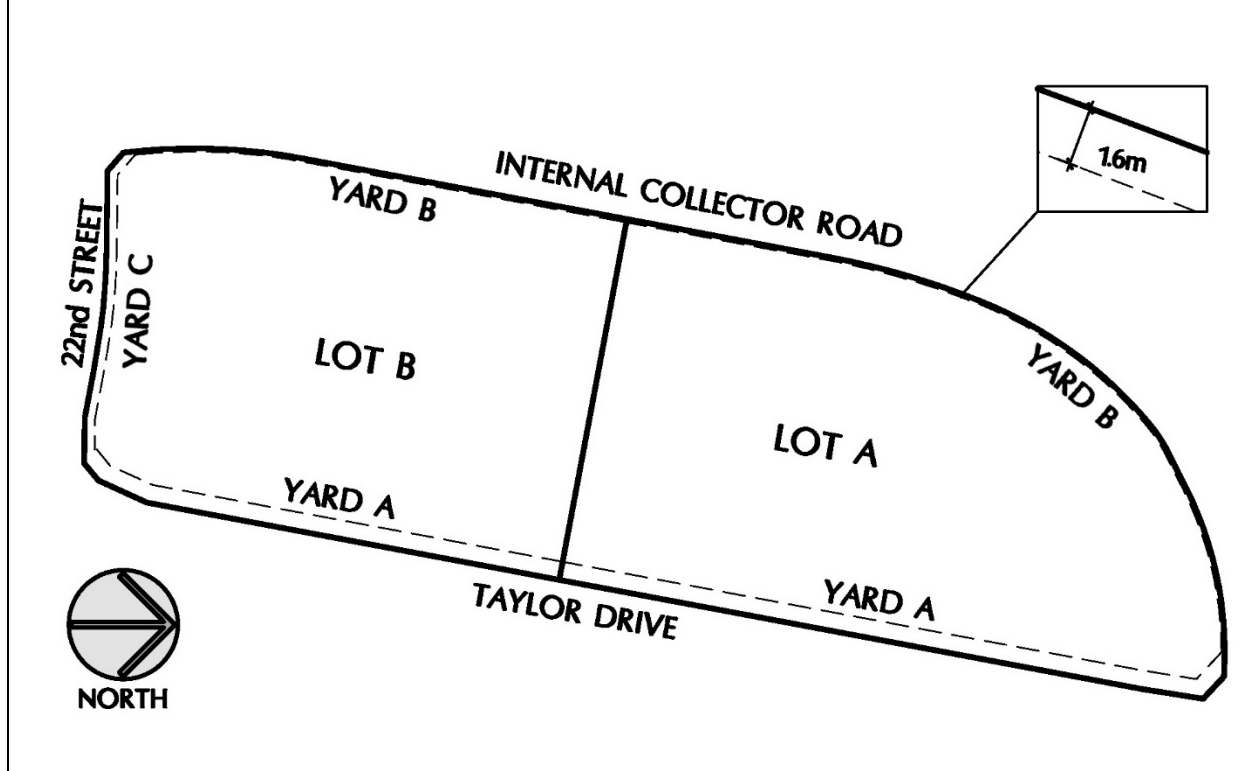 1.6m
INTERNAL COLLECTOR ROAD
YARD B
22nd STREET
YARD C
LOT B
YARD B
LOT A
YARD A
YARD A
TAYLOR DRIVE
NORTH